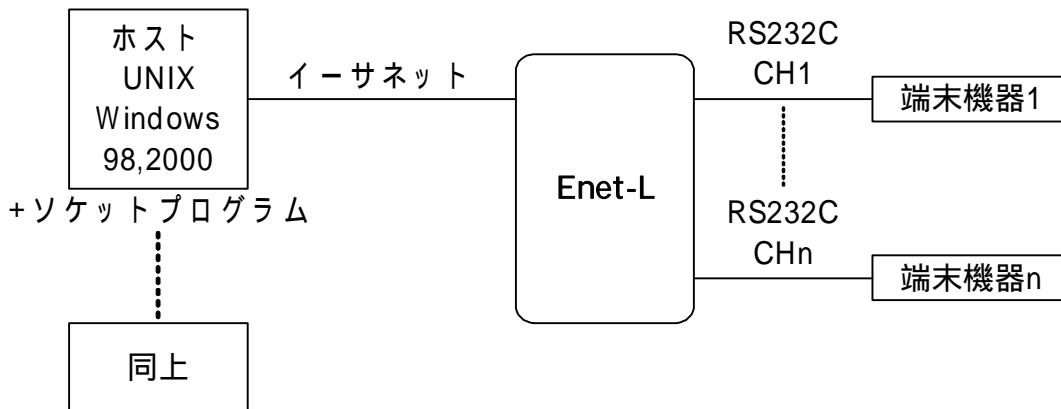 ホスト
UNIX
Windows
98,2000
+ソケットプログラム
同上
イーサネット
Enet-L
RS232C
CH1
端末機器1
RS232C
CHn
端末機器n